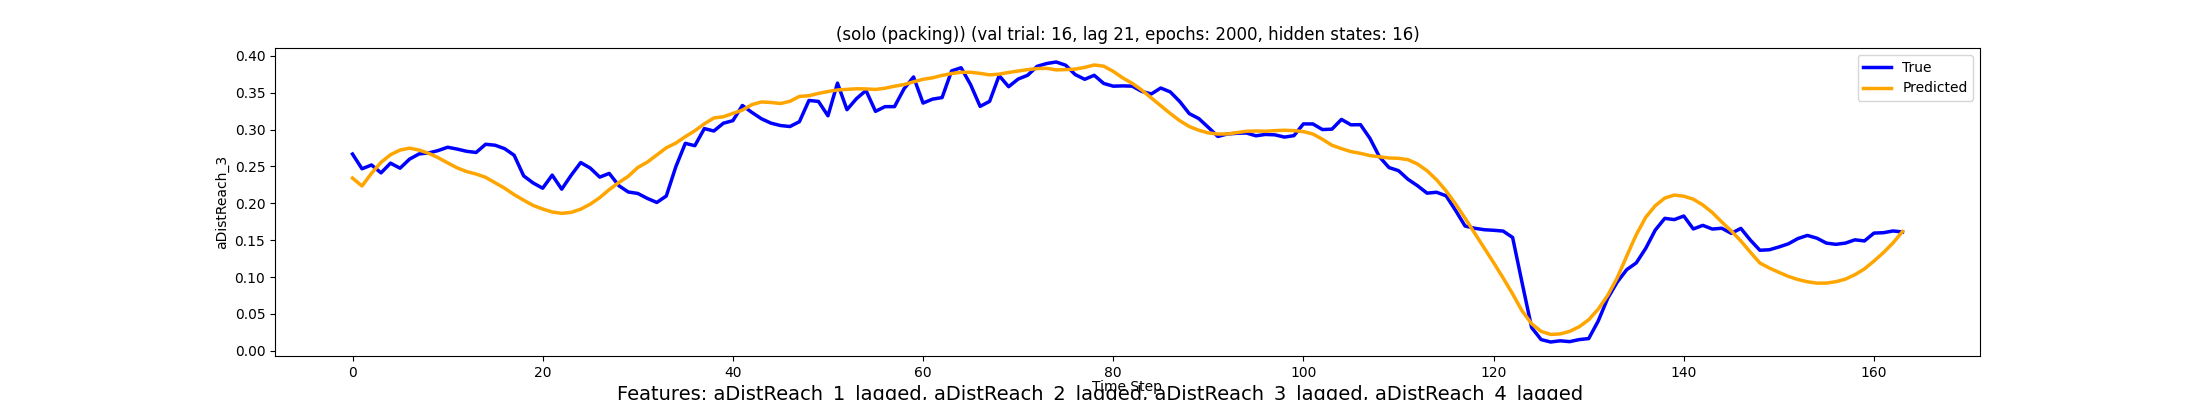 (solo (packing)) (val trial: 16, lag 21, epochs: 2000, hidden states: 16)
0.40
0.35
0.30
0.25
0.20
0.15
0.10
0.05
0.00
aDistReach_3
True
Predicted
0 20 40 60 80 100 120 140 160
Time Step
Features: aDistReach_1_lagged, aDistReach_2_lagged, aDistReach_3_lagged, aDistReach_4_lagged